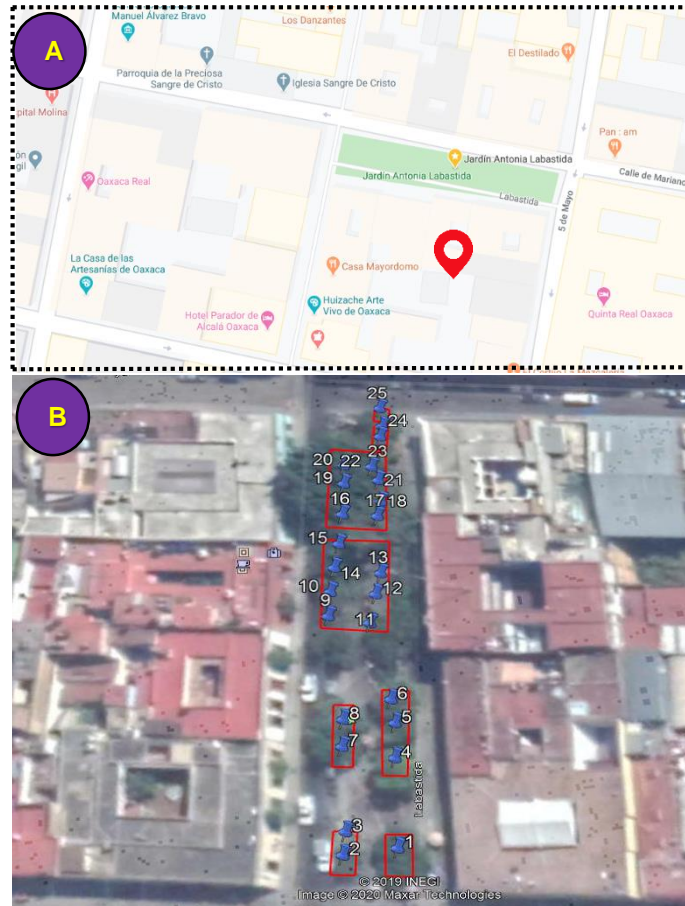 A
Manuel Álvarez Bravo
Los Danzantes
El Destilado
Parroquia de la Preciosa
Sangre de Cristo
Iglesia Sangre De Cristo
pital Molina
Pan : am
ón
gil
Jardín Antonia Labastida
Jardín Antonia Labastida
Calle de Mariano
Oaxaca Real
Labastida
5 de Mayo
La Casa de las
Artesanías de Oaxaca
Casa Mayordomo
Huizache Arte
Vivo de Oaxaca
Hotel Parador de
Alcalá Oaxaca
Quinta Real Oaxaca
B
25
24
23
20
22
19
21
16
17
18
15
13
14
10
12
9
11
6
8
5
7
4
Labastida
3
2
1
© 2019 INEGI
Image © 2020 Maxar Technologies